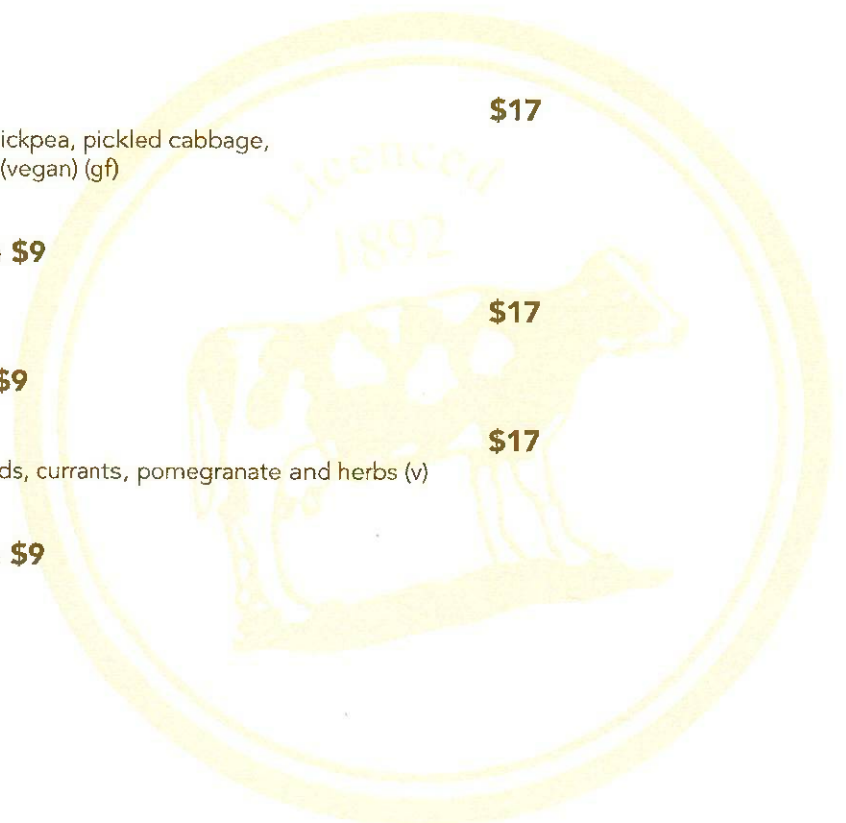 $17
ickpea, pickled cabbage,
(vegan) (gf)
Licenced
1892
$9
$17
$9
$17
ds, currants, pomegranate and herbs (v)
$9